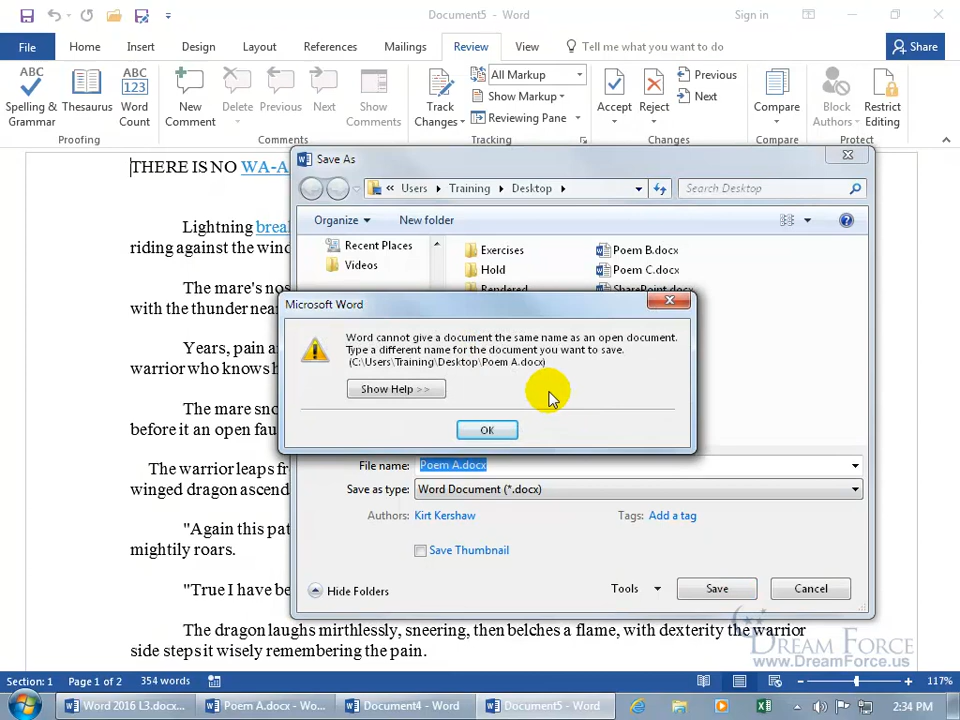 Document5 - Word
Sign in
File Home Insert Design Layout References Mailings Review View Tell me what you want to do Share
ABC
Spelling & Grammar
Thesaurus
ABC 123
Word Count
New Comment
Delete
Previous
Next
Show Comments
Track Changes
All Markup
Show Markup
Reviewing Pane
Accept
Reject
Previous
Next
Compare
Block Authors
Restrict Editing
Proofing Comments Tracking Changes Compare Protect
THERE IS NO WA-A
Lightning
riding against the wind
The mare's
with the thunder
Years, pain
warrior who knows
The mare
before it an open
The warrior leaps
winged dragon ascends
"Again this
mightily roars.
"True I have
The dragon laughs mirthlessly, sneering, then belches a flame, with dexterity the warrior
side steps it wisely remembering the pain.
Save As
« Users Training Desktop
Search Desktop
Organize New folder
Recent Places
Videos
Exercises
Hold
Rendered
Poem B.docx
Poem C.docx
SharePoint.docx
Microsoft Word
Word cannot give a document the same name as an open document.
Type a different name for the document you want to save.
(C:\Users\Training\Desktop\Poem A.docx)
Show Help >>
OK
File name: Poem A.docx
Save as type: Word Document (*.docx)
Authors: Kirt Kershaw
Tags: Add a tag
Save Thumbnail
Hide Folders
Tools
Save
Cancel
DREAM FORCE
www.DreamForce.us
Section: 1 Page 1 of 2 354 words
117%
Word 2016 L3.docx...
Poem A.docx - Wo...
Document4 - Word
Document5 - Word
2:34 PM